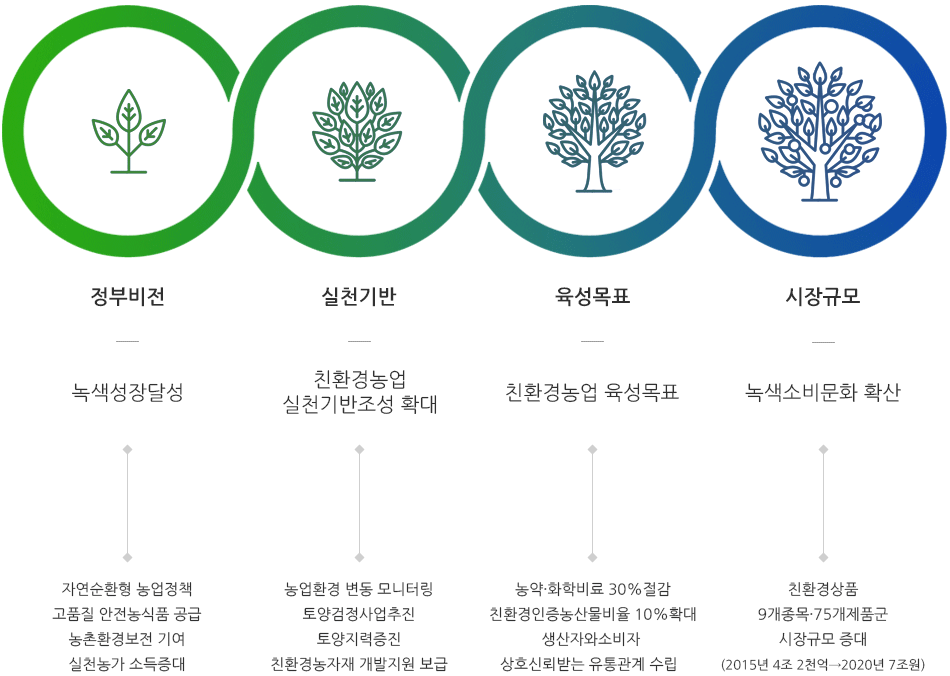 정부비전
실천기반
육성목표
시장규모
녹색성장달성
친환경농업
실천기반조성 확대
친환경농업 육성목표
녹색소비문화 확산
자연순환형 농업정책
고품질 안전농식품 공급
농촌환경보전 기여
실천농가 소득증대
농업환경 변동 모니터링
토양검정사업추진
토양지력증진
친환경농자재 개발지원 보급
농약·화학비료 30%절감
친환경인증농산물비율 10%확대
생산자와소비자
상호신뢰받는 유통관계 수립
친환경상품
9개종목·75개제품군
시장규모 증대
(2015년 4조 2천억→2020년 7조원)